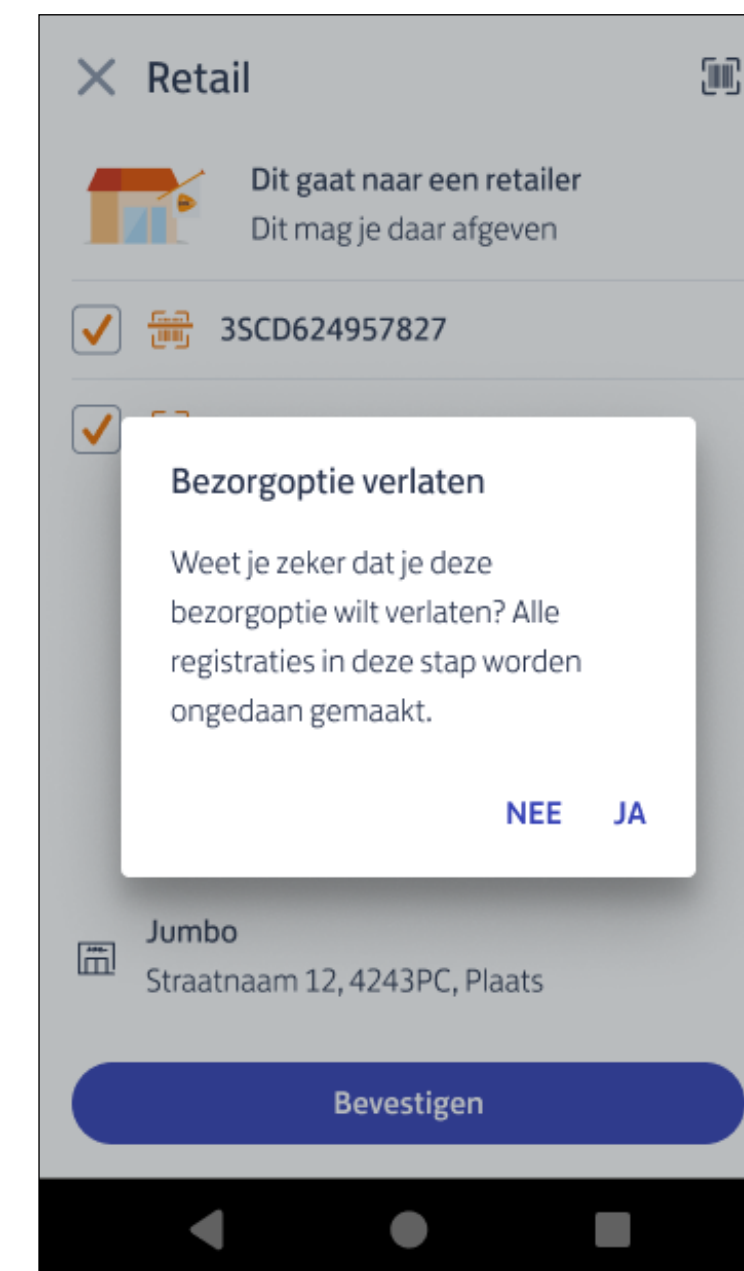 Retail
Dit gaat naar een retailer
Dit mag je daar afgeven
3SCD624957827
Bezorgoptie verlaten
Weet je zeker dat je deze
bezorgoptie wilt verlaten? Alle
registraties in deze stap worden
ongedaan gemaakt.
NEE JA
Jumbo
Straatnaam 12, 4243PC, Plaats
Bevestigen